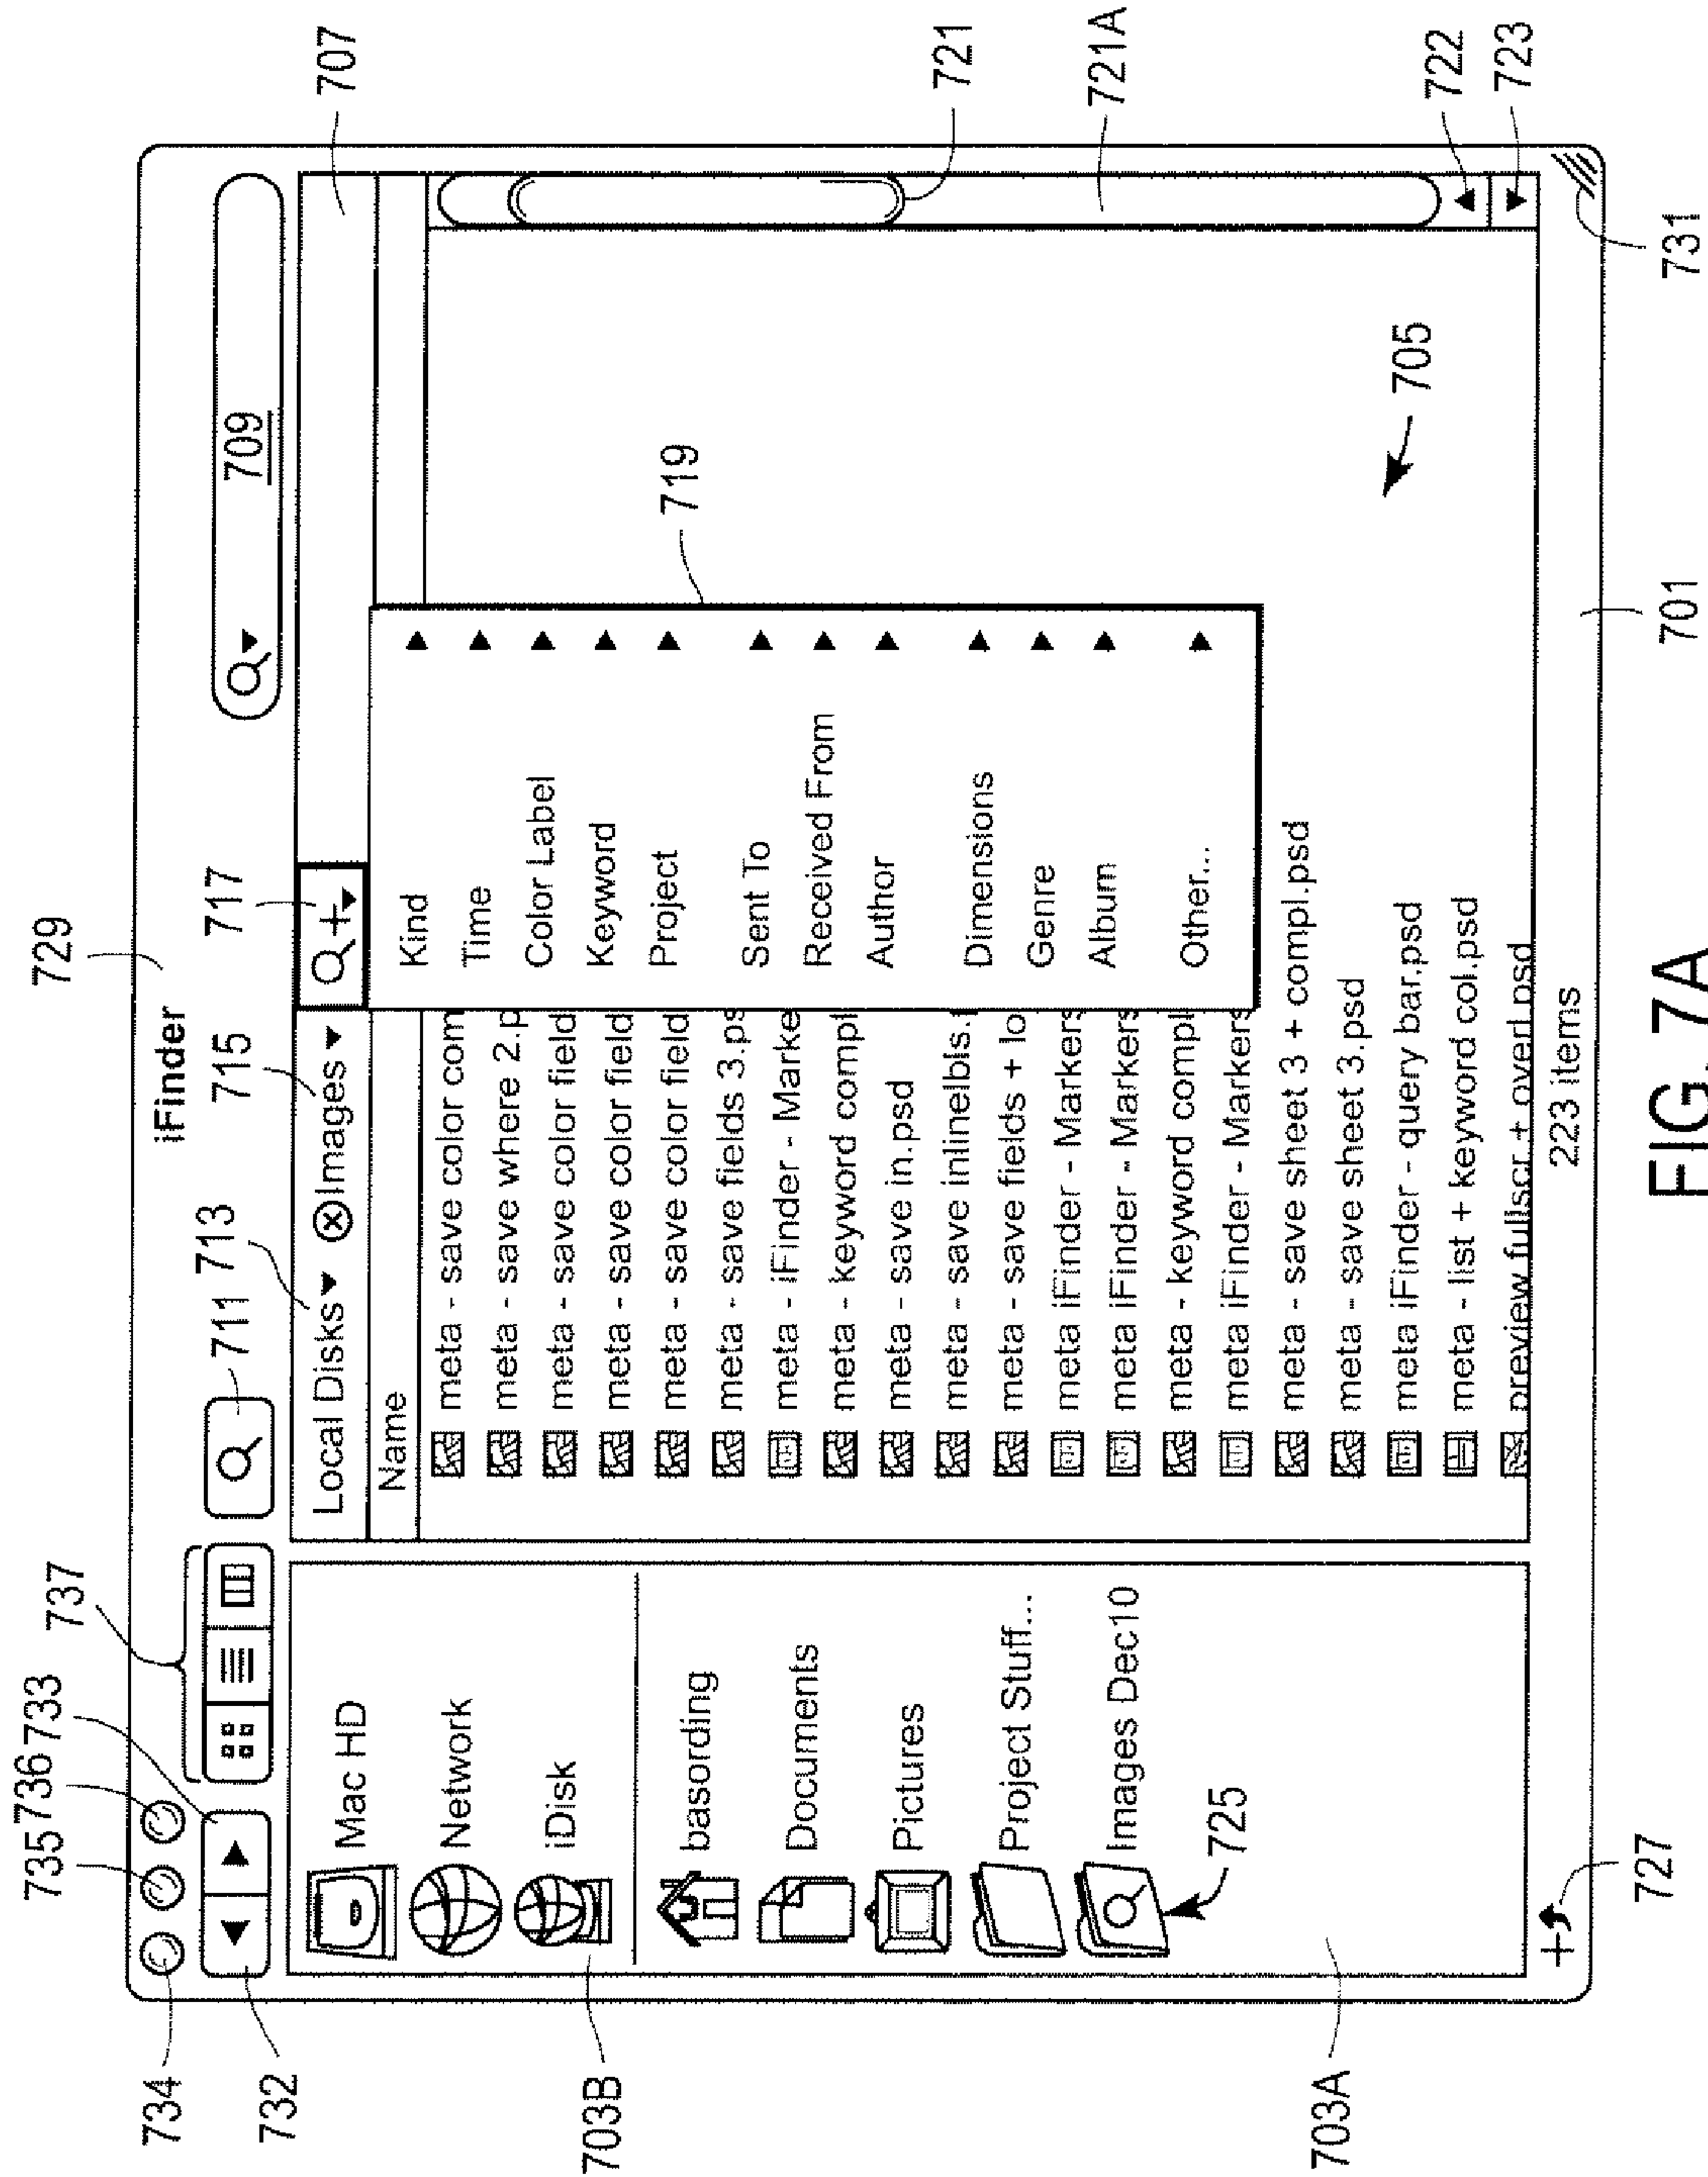 729
iFinder
734
735
736
733
732
737
711
713
715
717
709
707
Local Disks
Images
Name
Mac HD
Network
iDisk
basording
Documents
Pictures
Project Stuff...
Images Dec10
725
703B
703A
meta - save color com
meta - save where 2.p
meta - save color field
meta - save color field
meta - save color field
meta - save fields 3.ps
meta - iFinder - Marke
meta - keyword compl
meta - save in.psd
meta - save inlinelbls.
meta - save fields + lo
meta iFinder - Markers
meta iFinder - Markers
meta - keyword compl
meta iFinder - Markers
meta - save sheet 3 + compl.psd
meta - save sheet 3.psd
meta iFinder - query bar.psd
meta - list + keyword col.psd
preview fullscr + overl.psd
Kind
Time
Color Label
Keyword
Project
Sent To
Received From
Author
Dimensions
Genre
Album
Other...
719
721
721A
722
723
705
223 items
727
701
731
FIG. 7A